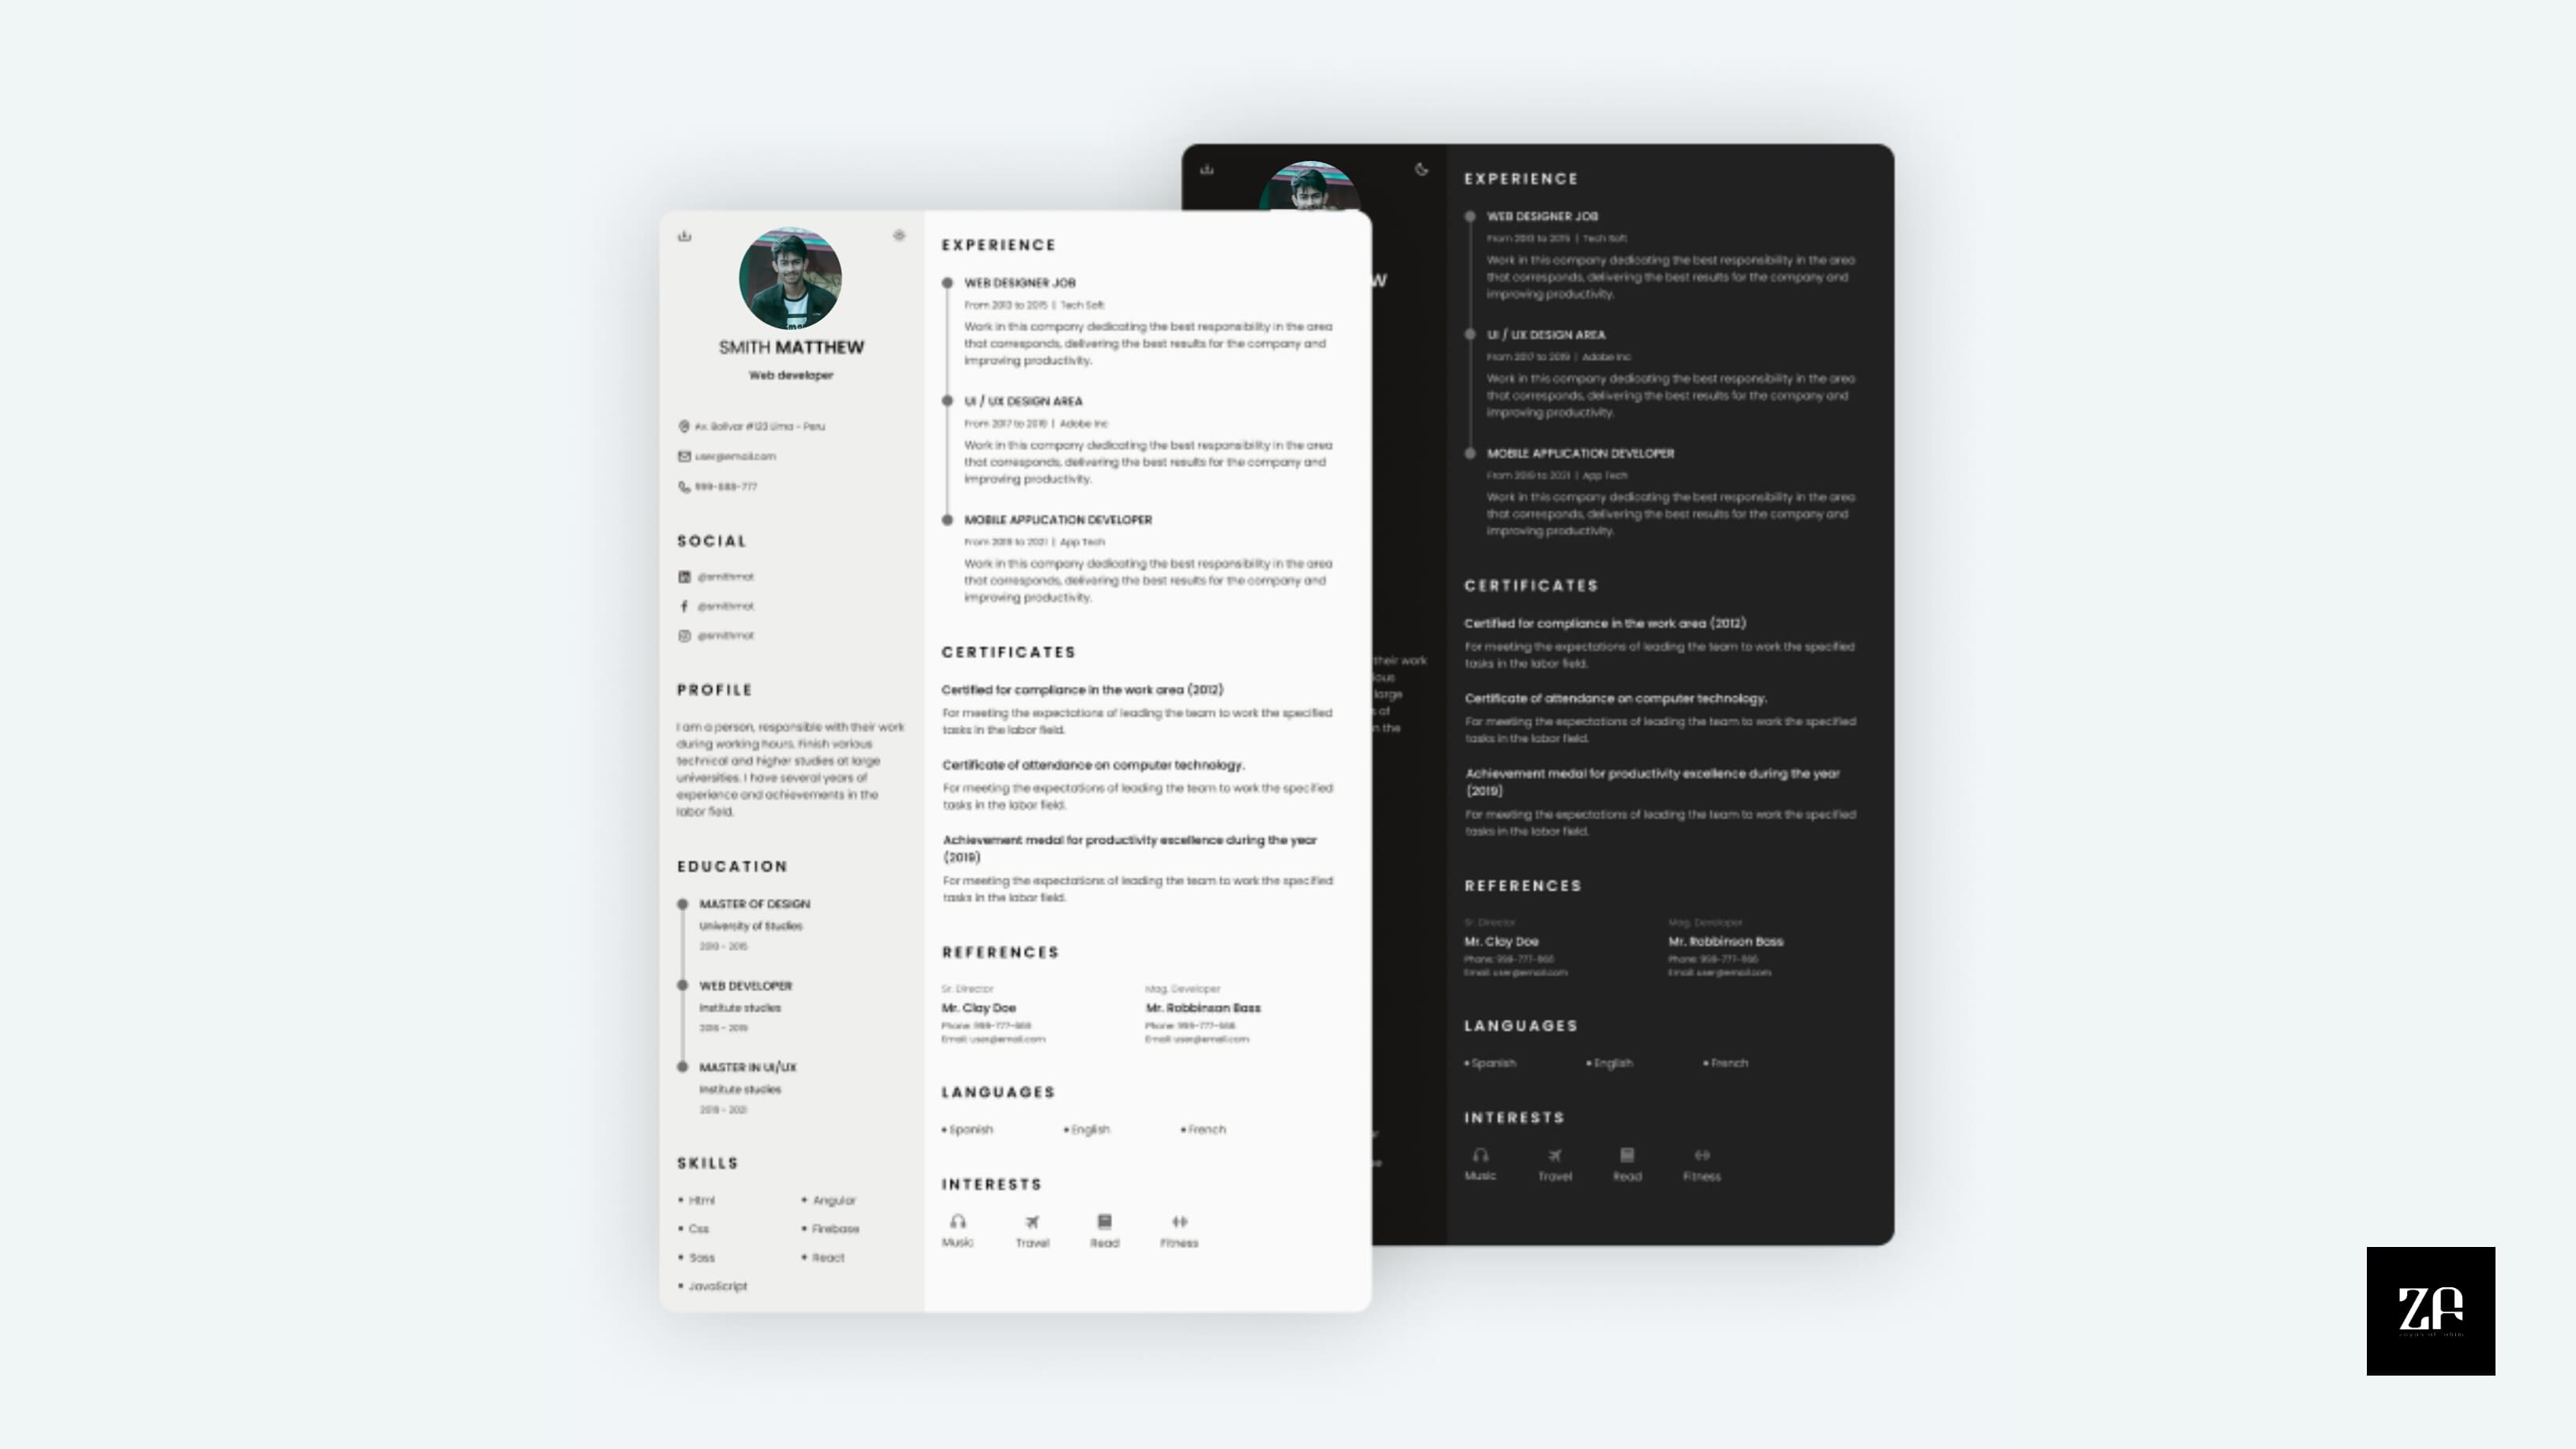 SMITH MATTHEW
Web developer
Av. Bolivar #123 Lima - Peru
user@email.com
999-888-777
SOCIAL
@smithmat
@smithmat
@smithmat
PROFILE
I am a person, responsible with their work
during working hours. Finish various
technical and higher studies at large
universities. I have several years of
experience and achievements in the
labor field.
EDUCATION
MASTER OF DESIGN
University of Studies
2010 - 2015
WEB DEVELOPER
Institute studies
2016 - 2019
MASTER IN UI/UX
Institute studies
2019 - 2021
SKILLS
• Html
• Angular
• Css
• Firebase
• Sass
• React
• JavaScript
EXPERIENCE
WEB DESIGNER JOB
From 2013 to 2015 | Tech Soft
Work in this company dedicating the best responsibility in the area
that corresponds, delivering the best results for the company and
improving productivity.
UI / UX DESIGN AREA
From 2017 to 2019 | Adobe Inc
Work in this company dedicating the best responsibility in the area
that corresponds, delivering the best results for the company and
improving productivity.
MOBILE APPLICATION DEVELOPER
From 2019 to 2021 | App Tech
Work in this company dedicating the best responsibility in the area
that corresponds, delivering the best results for the company and
improving productivity.
CERTIFICATES
Certified for compliance in the work area (2012)
For meeting the expectations of leading the team to work the specified
tasks in the labor field.
Certificate of attendance on computer technology.
For meeting the expectations of leading the team to work the specified
tasks in the labor field.
Achievement medal for productivity excellence during the year
(2019)
For meeting the expectations of leading the team to work the specified
tasks in the labor field.
REFERENCES
Sr. Director
Mr. Clay Doe
Phone: 999-777-666
Email: user@email.com
Mag. Developer
Mr. Robbinson Bass
Phone: 999-777-666
Email: user@email.com
LANGUAGES
• Spanish • English • French
INTERESTS
Music Travel Read Fitness
W
their work
ious
large
s of
n the
EXPERIENCE
WEB DESIGNER JOB
From 2013 to 2015 | Tech Soft
Work in this company dedicating the best responsibility in the area
that corresponds, delivering the best results for the company and
improving productivity.
UI / UX DESIGN AREA
From 2017 to 2019 | Adobe Inc
Work in this company dedicating the best responsibility in the area
that corresponds, delivering the best results for the company and
improving productivity.
MOBILE APPLICATION DEVELOPER
From 2019 to 2021 | App Tech
Work in this company dedicating the best responsibility in the area
that corresponds, delivering the best results for the company and
improving productivity.
CERTIFICATES
Certified for compliance in the work area (2012)
For meeting the expectations of leading the team to work the specified
tasks in the labor field.
Certificate of attendance on computer technology.
For meeting the expectations of leading the team to work the specified
tasks in the labor field.
Achievement medal for productivity excellence during the year
(2019)
For meeting the expectations of leading the team to work the specified
tasks in the labor field.
REFERENCES
Sr. Director
Mr. Clay Doe
Phone: 999-777-666
Email: user@email.com
Mag. Developer
Mr. Robbinson Bass
Phone: 999-777-666
Email: user@email.com
LANGUAGES
• Spanish • English • French
INTERESTS
Music Travel Read Fitness
ZA